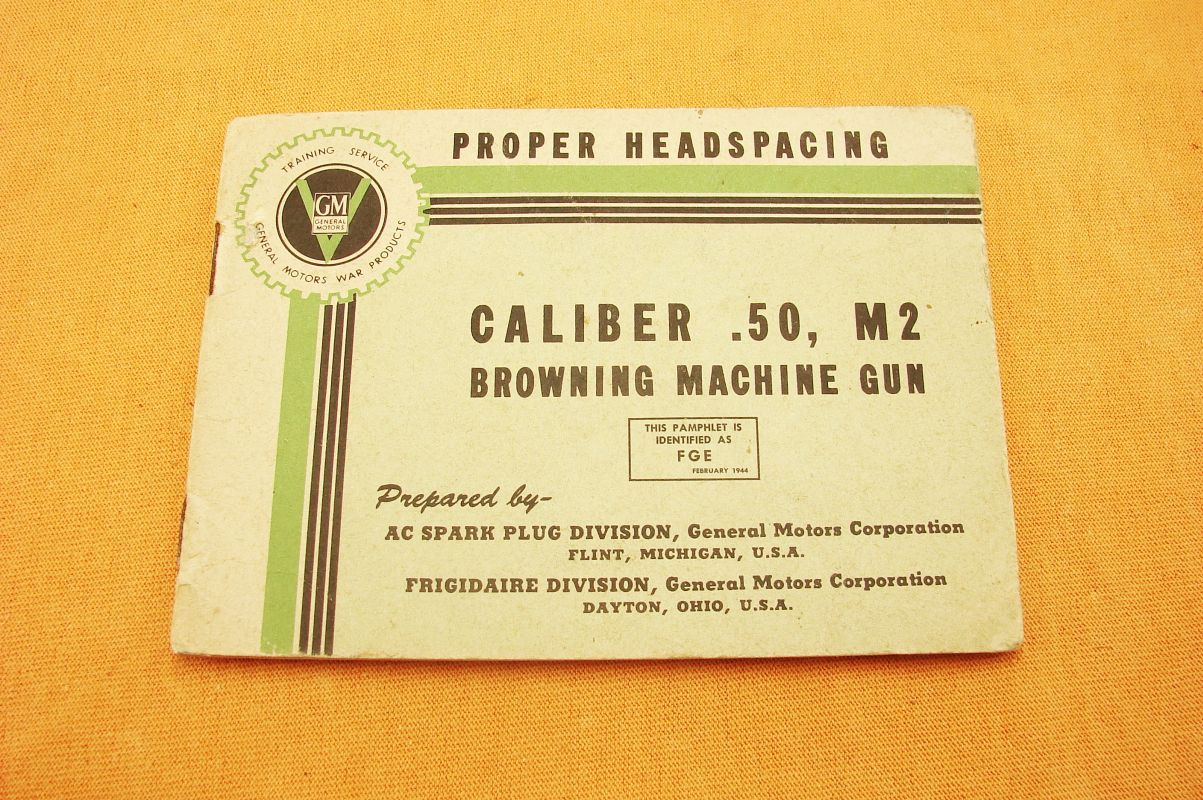 PROPER HEADSPACING
TRAINING SERVICE
GM
GENERAL
MOTORS
GENERAL MOTORS WAR PRODUCTS
CALIBER .50, M2
BROWNING MACHINE GUN
THIS PAMPHLET IS
IDENTIFIED AS
FGE
FEBRUARY 1944
Prepared by-
AC SPARK PLUG DIVISION, General Motors Corporation
FLINT, MICHIGAN, U.S.A.
FRIGIDAIRE DIVISION, General Motors Corporation
DAYTON, OHIO, U.S.A.